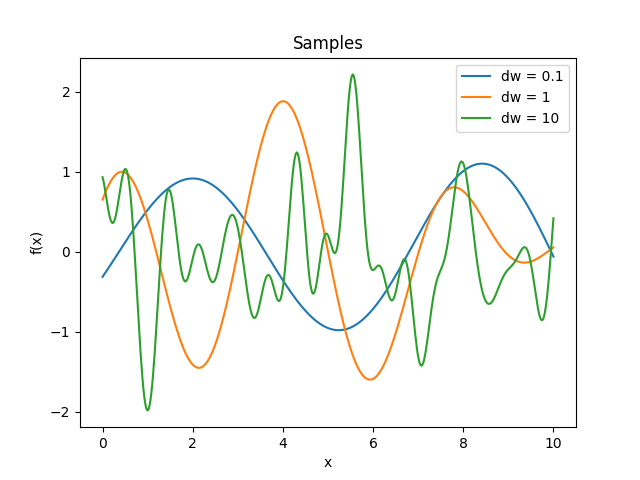 Samples
dw = 0.1
dw = 1
dw = 10
2
1
0
−1
−2
f(x)
0
2
4
6
8
10
x